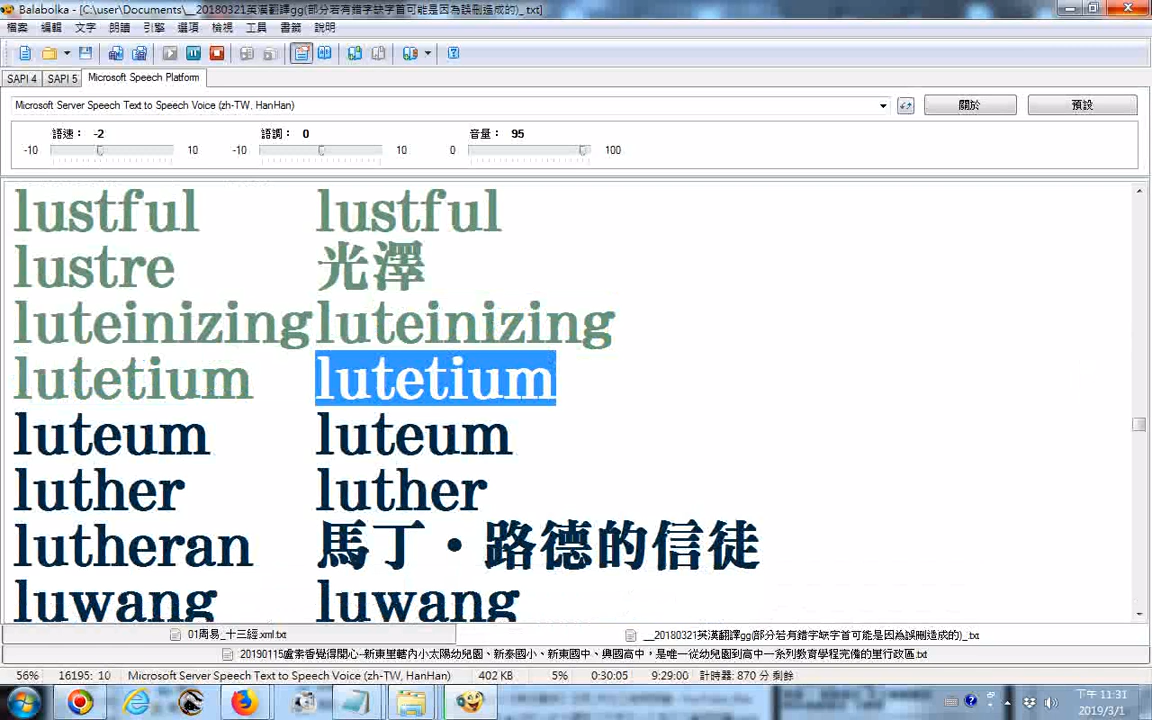 Balabolka - [C:\user\Documents\__20180321英漢翻譯gg(部分若有錯字缺字首可能是因為誤刪造成的)_.txt]
檔案 編輯 文字 朗讀 引擎 選項 檢視 工具 書籤 說明
SAPI 4 SAPI 5 Microsoft Speech Platform
Microsoft Server Speech Text to Speech Voice (zh-TW, HanHan) 關於 預設
語速： -2 語調： 0 音量： 95
-10 10 -10 10 0 100
lustful lustful
lustre 光澤
luteinizing luteinizing
lutetium lutetium
luteum luteum
luther luther
lutheran 馬丁·路德的信徒
luwang luwang
01周易_十三經.xml.txt __20180321英漢翻譯gg(部分若有錯字缺字首可能是因為誤刪造成的)_.txt
20190115盧素香覺得開心--新東里轄內小太陽幼兒園、新泰國小、新東國中、興國高中，是唯一從幼兒園到高中一系列教育學程完備的里行政區.txt
56% 16195: 10 Microsoft Server Speech Text to Speech Voice (zh-TW, HanHan) 402 KB 5% 0:30:05 9:29:00 計時器: 870 分 剩餘
下午 11:31
2019/3/1